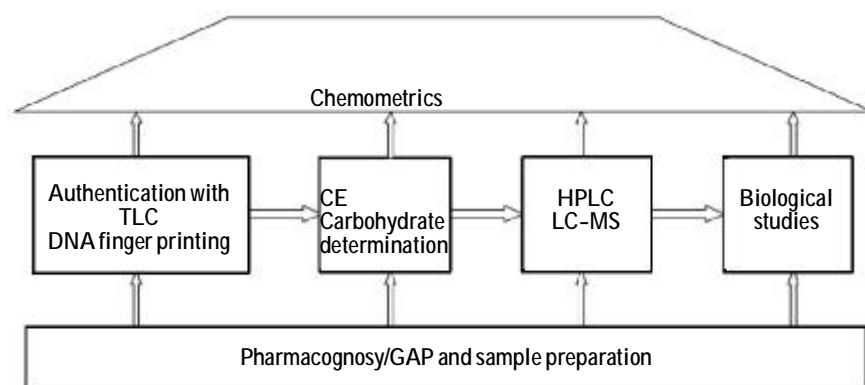 Chemometrics
Authentication with
TLC
DNA finger printing
CE
Carbohydrate
determination
HPLC
LC-MS
Biological
studies
Pharmacognosy/GAP and sample preparation